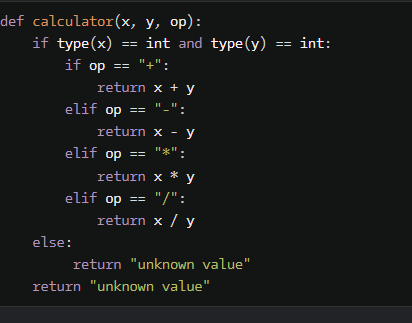 def calculator(x, y, op):
    if type(x) == int and type(y) == int:
        if op == "+":
            return x + y
        elif op == "-":
            return x - y
        elif op == "*":
            return x * y
        elif op == "/":
            return x / y
    else:
         return "unknown value"
    return "unknown value"